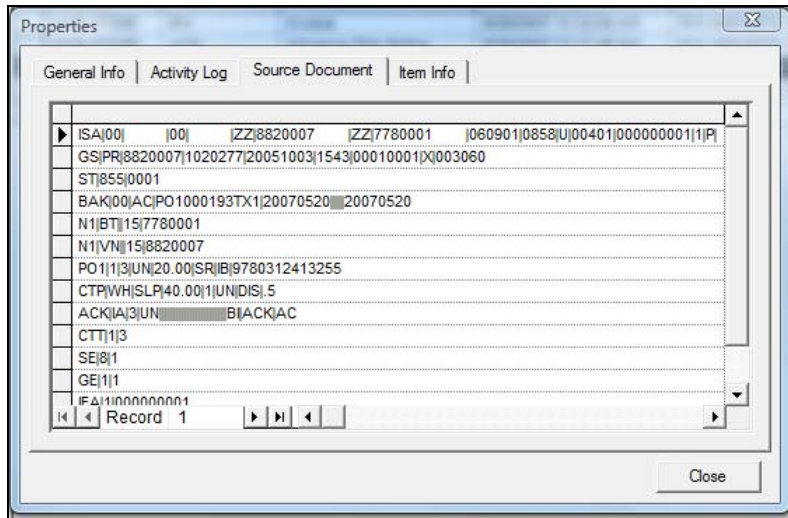 Properties
General Info Activity Log Source Document Item Info
ISA|00| |00| |ZZ|8820007 |ZZ|7780001 |060901|0858|U|00401|000000001|1|P|
GS|PR|8820007|1020277|20051003|1543|00010001|X|003060
ST|855|0001
BAK|00|AC|PO1000193TX1|20070520||||20070520
N1|BT||15|7780001
N1|VN||15|8820007
PO1|1|3|UN|20.00|SR|IB|9780312413255
CTP|WH|SLP|40.00|1|UN|DIS|.5
ACK|IA|3|UN||||||||||||||||||||||BI|ACK|AC
CTT|1|3
SE|8|1
GE|1|1
IEA|1|000000001
Record 1
Close